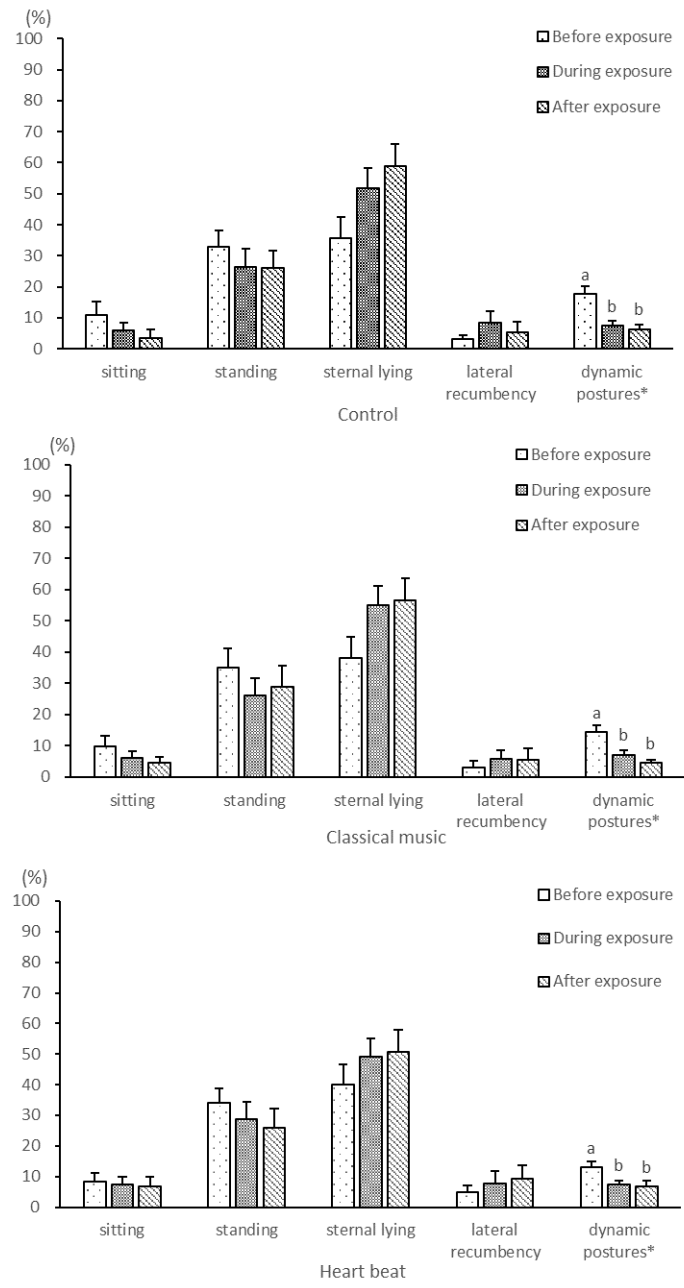 (%)
100
90
80
70
60
50
40
30
20
10
0
Before exposure
During exposure
After exposure
a
b
b
sitting
standing
sternal lying
lateral recumbency
dynamic postures*
Control
(%)
100
90
80
70
60
50
40
30
20
10
0
Before exposure
During exposure
After exposure
a
b
b
sitting
standing
sternal lying
lateral recumbency
dynamic postures*
Classical music
(%)
100
90
80
70
60
50
40
30
20
10
0
Before exposure
During exposure
After exposure
a
b
b
sitting
standing
sternal lying
lateral recumbency
dynamic postures*
Heart beat